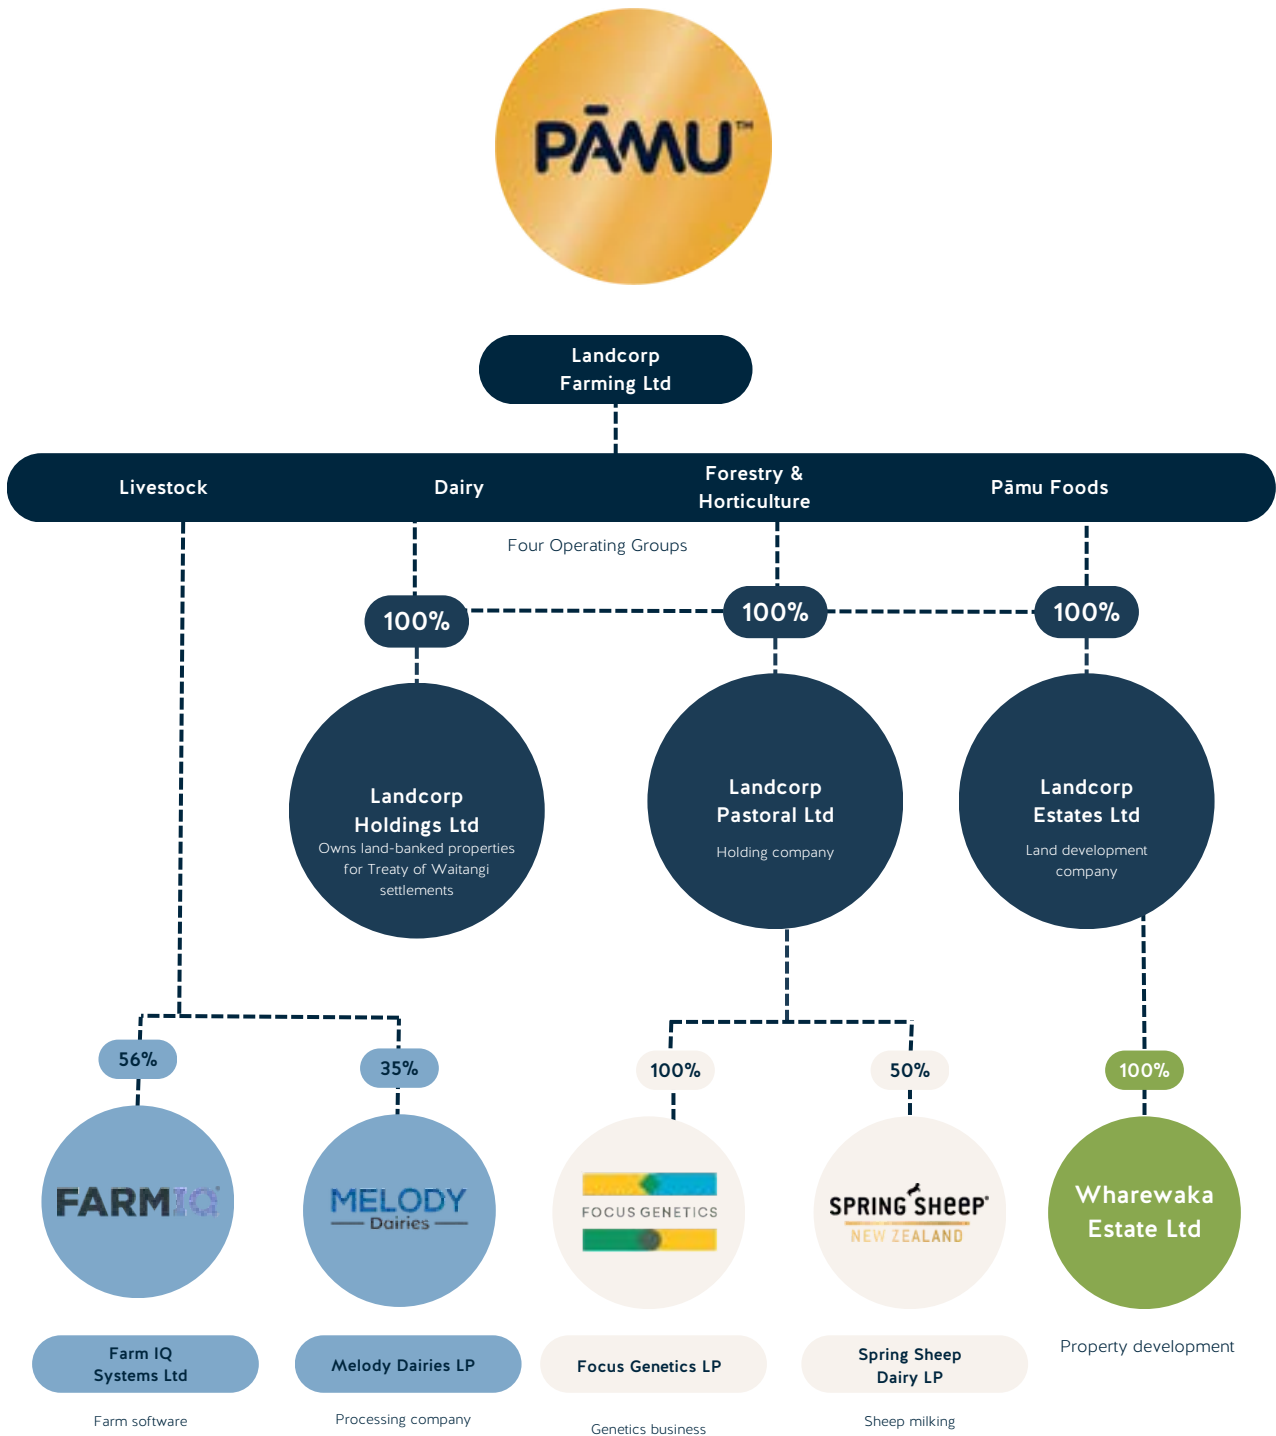 PĀMU™
Landcorp
Farming Ltd
Livestock
Dairy
Forestry &
Horticulture
Pāmu Foods
Four Operating Groups
100%
100%
100%
Landcorp
Holdings Ltd
Owns land-banked properties
for Treaty of Waitangi
settlements
Landcorp
Pastoral Ltd
Holding company
Landcorp
Estates Ltd
Land development
company
56%
35%
100%
50%
100%
FARMIQ
MELODY
Dairies
FOCUS GENETICS
SPRING SHEEP®
NEW ZEALAND
Wharewaka
Estate Ltd
Farm IQ
Systems Ltd
Melody Dairies LP
Focus Genetics LP
Spring Sheep
Dairy LP
Property development
Farm software
Processing company
Genetics business
Sheep milking